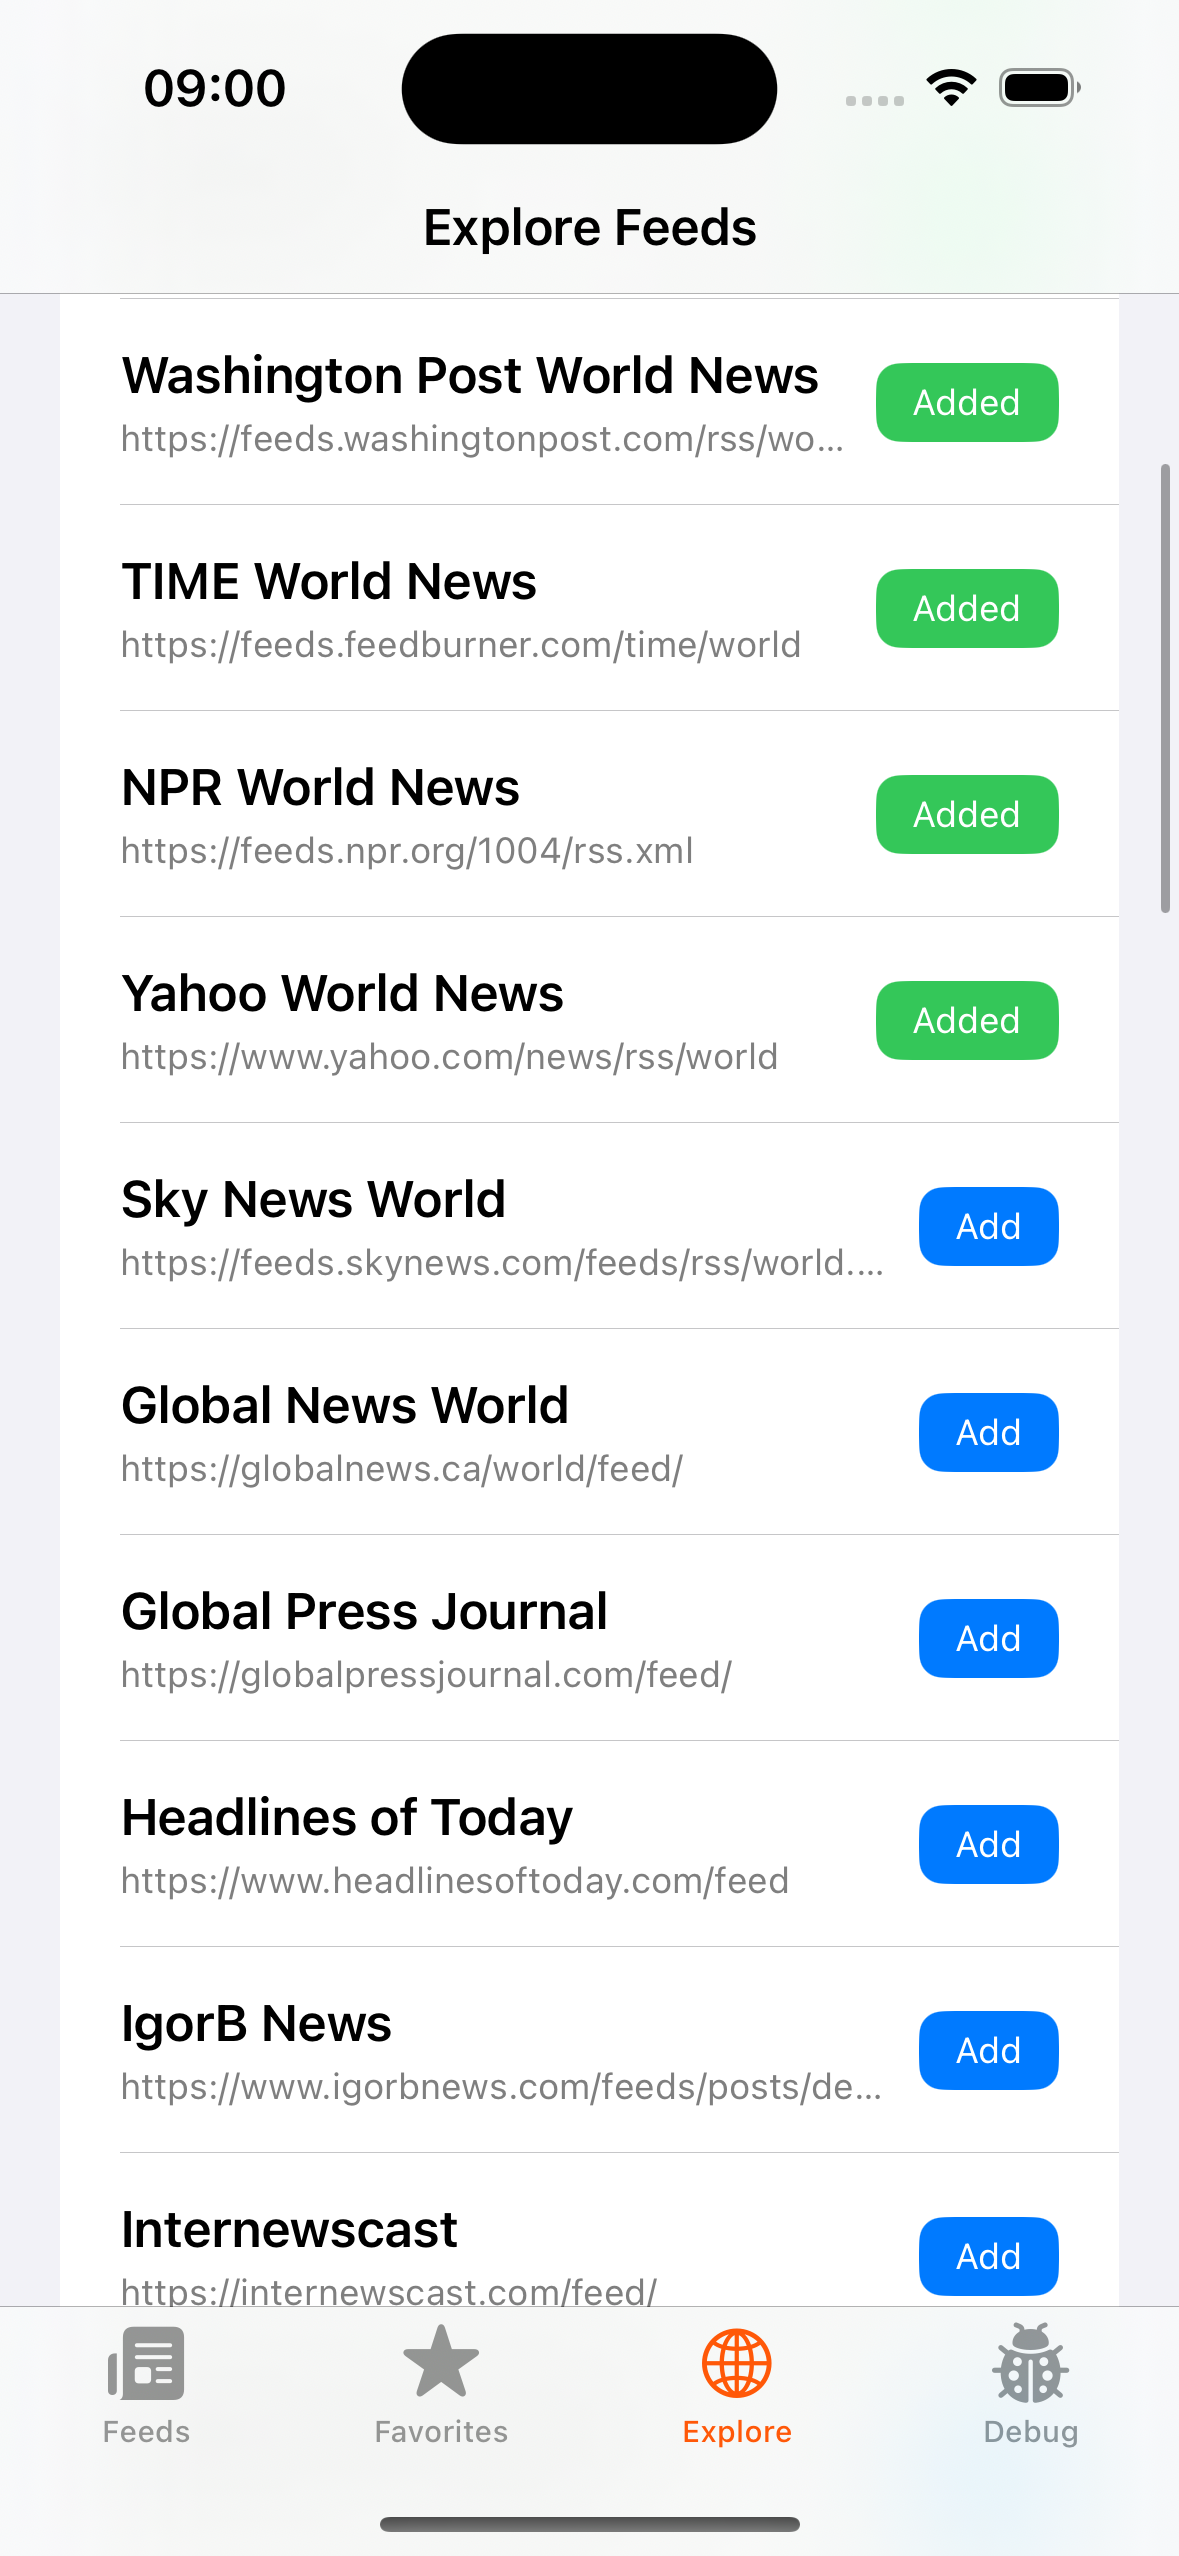 09:00
Explore Feeds
Washington Post World News
https://feeds.washingtonpost.com/rss/wo...
Added
TIME World News
https://feeds.feedburner.com/time/world
Added
NPR World News
https://feeds.npr.org/1004/rss.xml
Added
Yahoo World News
https://www.yahoo.com/news/rss/world
Added
Sky News World
https://feeds.skynews.com/feeds/rss/world....
Add
Global News World
https://globalnews.ca/world/feed/
Add
Global Press Journal
https://globalpressjournal.com/feed/
Add
Headlines of Today
https://www.headlinesoftoday.com/feed
Add
IgorB News
https://www.igorbnews.com/feeds/posts/de...
Add
Internewscast
https://internewscast.com/feed/
Add
Feeds
Favorites
Explore
Debug